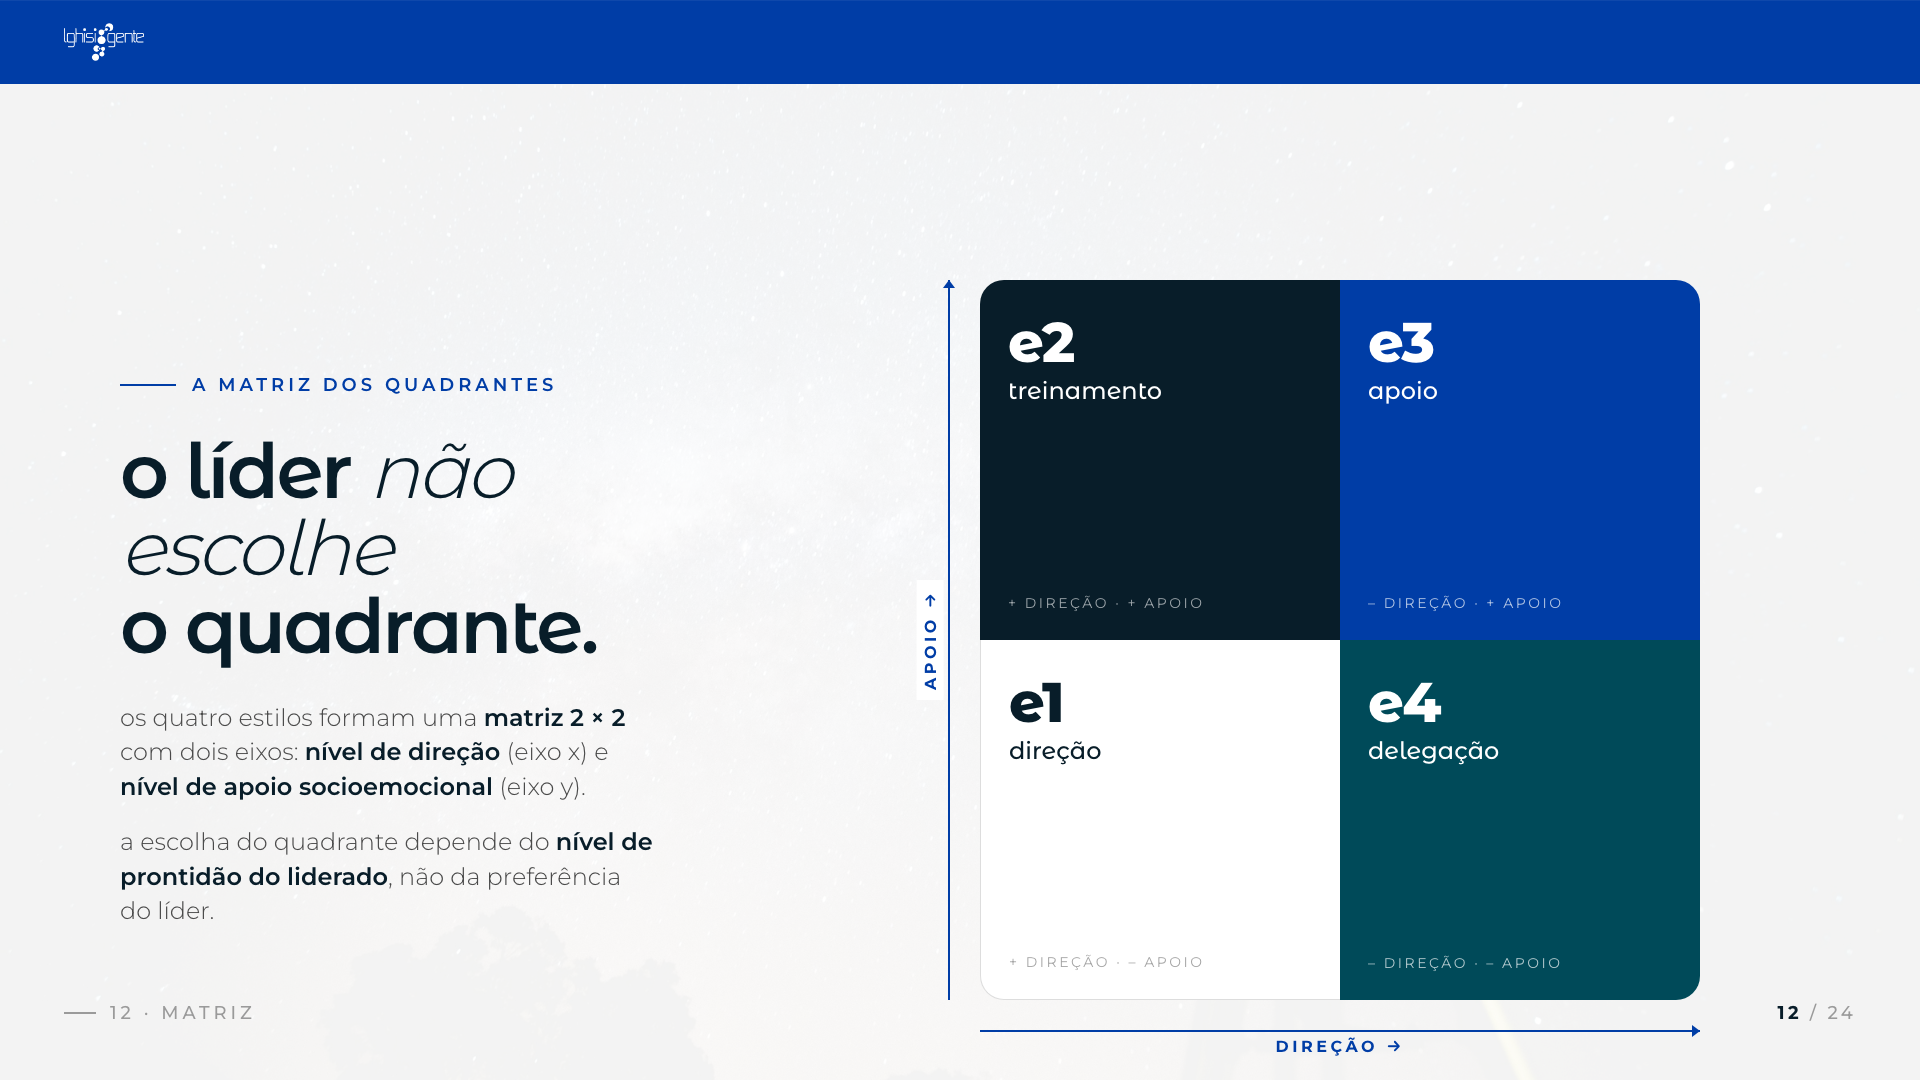 lghisi gente
A MATRIZ DOS QUADRANTES
o líder não
escolhe
o quadrante.
os quatro estilos formam uma matriz 2 × 2
com dois eixos: nível de direção (eixo x) e
nível de apoio socioemocional (eixo y).
a escolha do quadrante depende do nível de
prontidão do liderado, não da preferência
do líder.
APOIO →
e2
treinamento
+ DIREÇÃO · + APOIO
e3
apoio
– DIREÇÃO · + APOIO
e1
direção
+ DIREÇÃO · – APOIO
e4
delegação
– DIREÇÃO · – APOIO
DIREÇÃO →
12 · MATRIZ
12 / 24